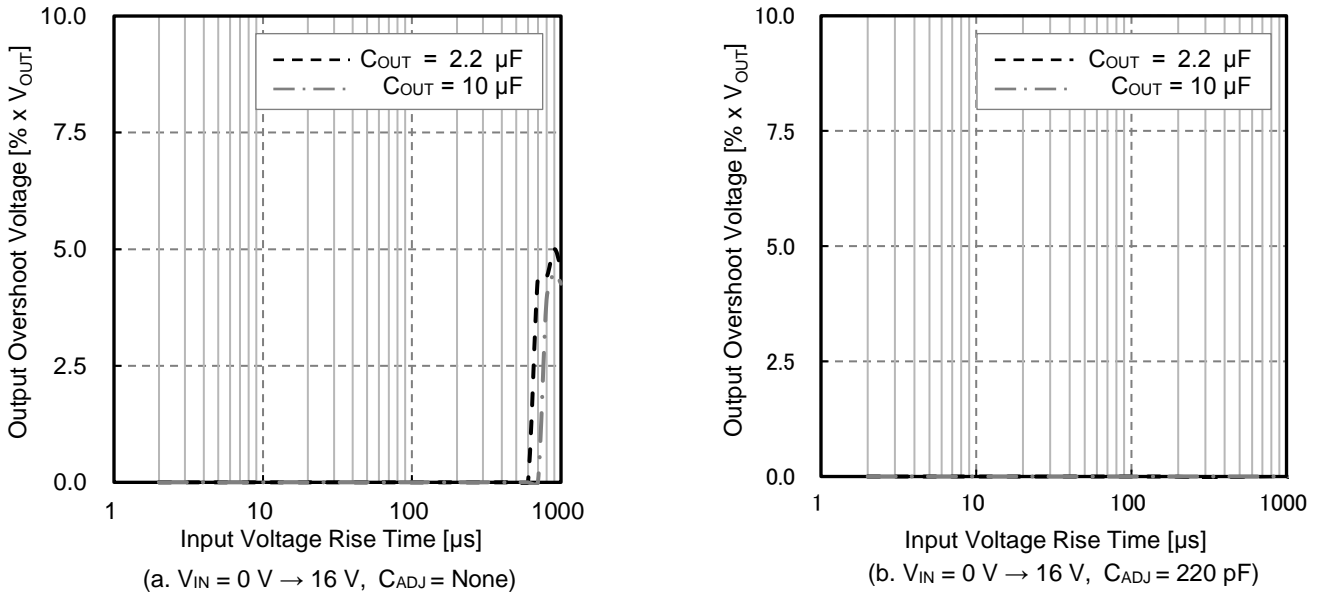 Output Overshoot Voltage [% x VOUT]
10.0
7.5
5.0
2.5
0.0
COUT = 2.2 µF
COUT = 10 µF
1
10
100
1000
Input Voltage Rise Time [µs]
(a. VIN = 0 V → 16 V, CADJ = None)
Output Overshoot Voltage [% x VOUT]
10.0
7.5
5.0
2.5
0.0
COUT = 2.2 µF
COUT = 10 µF
1
10
100
1000
Input Voltage Rise Time [µs]
(b. VIN = 0 V → 16 V, CADJ = 220 pF)